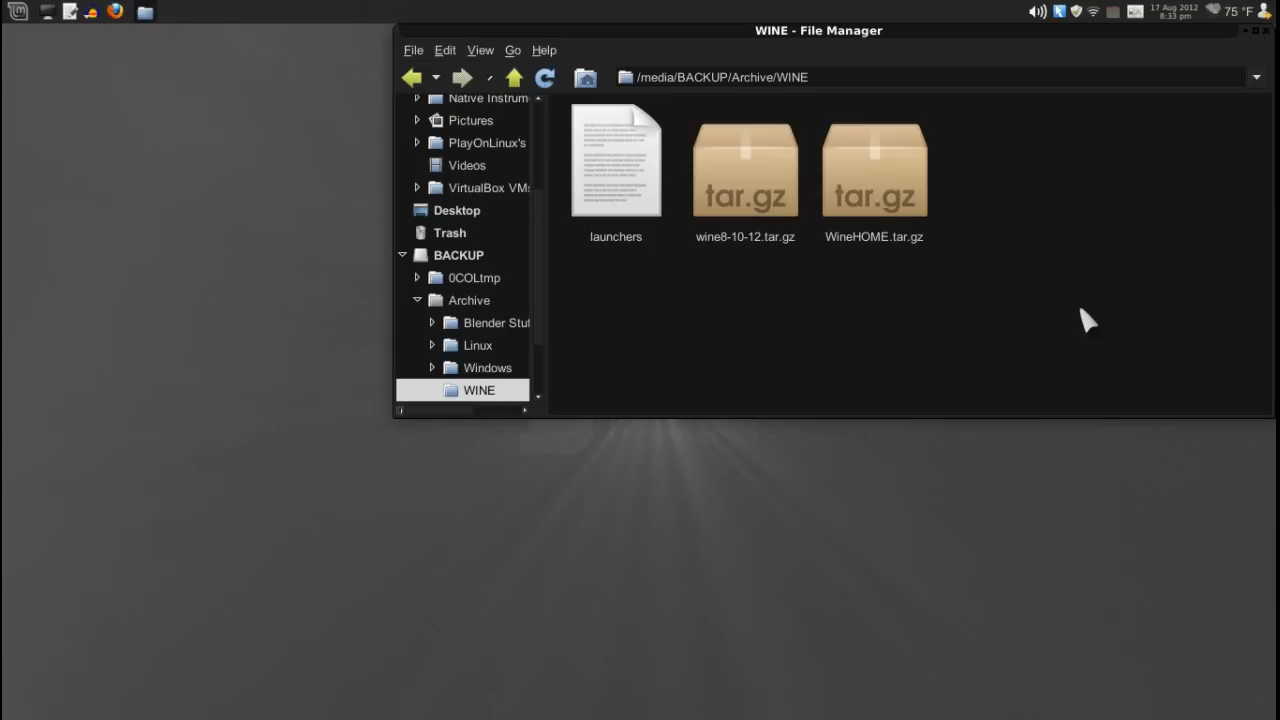 17 Aug 2012
8:33 pm
75 °F
WINE - File Manager
File Edit View Go Help
/media/BACKUP/Archive/WINE
Native Instrum
Pictures
PlayOnLinux's
Videos
VirtualBox VMs
Desktop
Trash
BACKUP
0COLtmp
Archive
Blender Stuf
Linux
Windows
WINE
tar.gz tar.gz
launchers wine8-10-12.tar.gz WineHOME.tar.gz